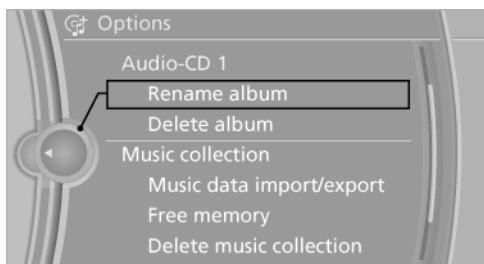 Options
Audio-CD 1
Rename album
Delete album
Music collection
Music data import/export
Free memory
Delete music collection